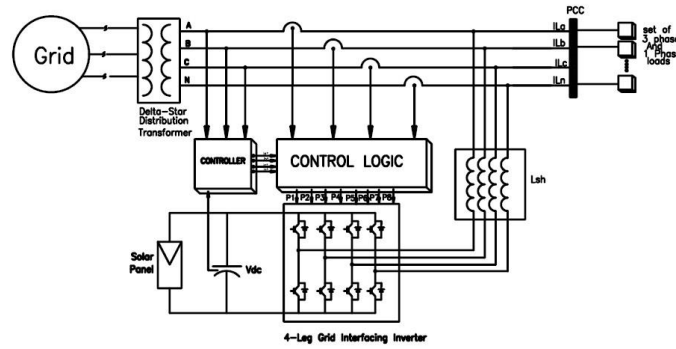 PCC
A
ILa
set of
3 phase
And
1 Phase
loads
B
ILb
Grid
C
ILc
N
ILn
Delta-Star
Distribution
Transformer
CONTROLLER
CONTROL LOGIC
Lsh
P1 P2 P3 P4 P5 P6 P7 P8
Solar
Panel
Vdc
4-Leg Grid Interfacing Inverter